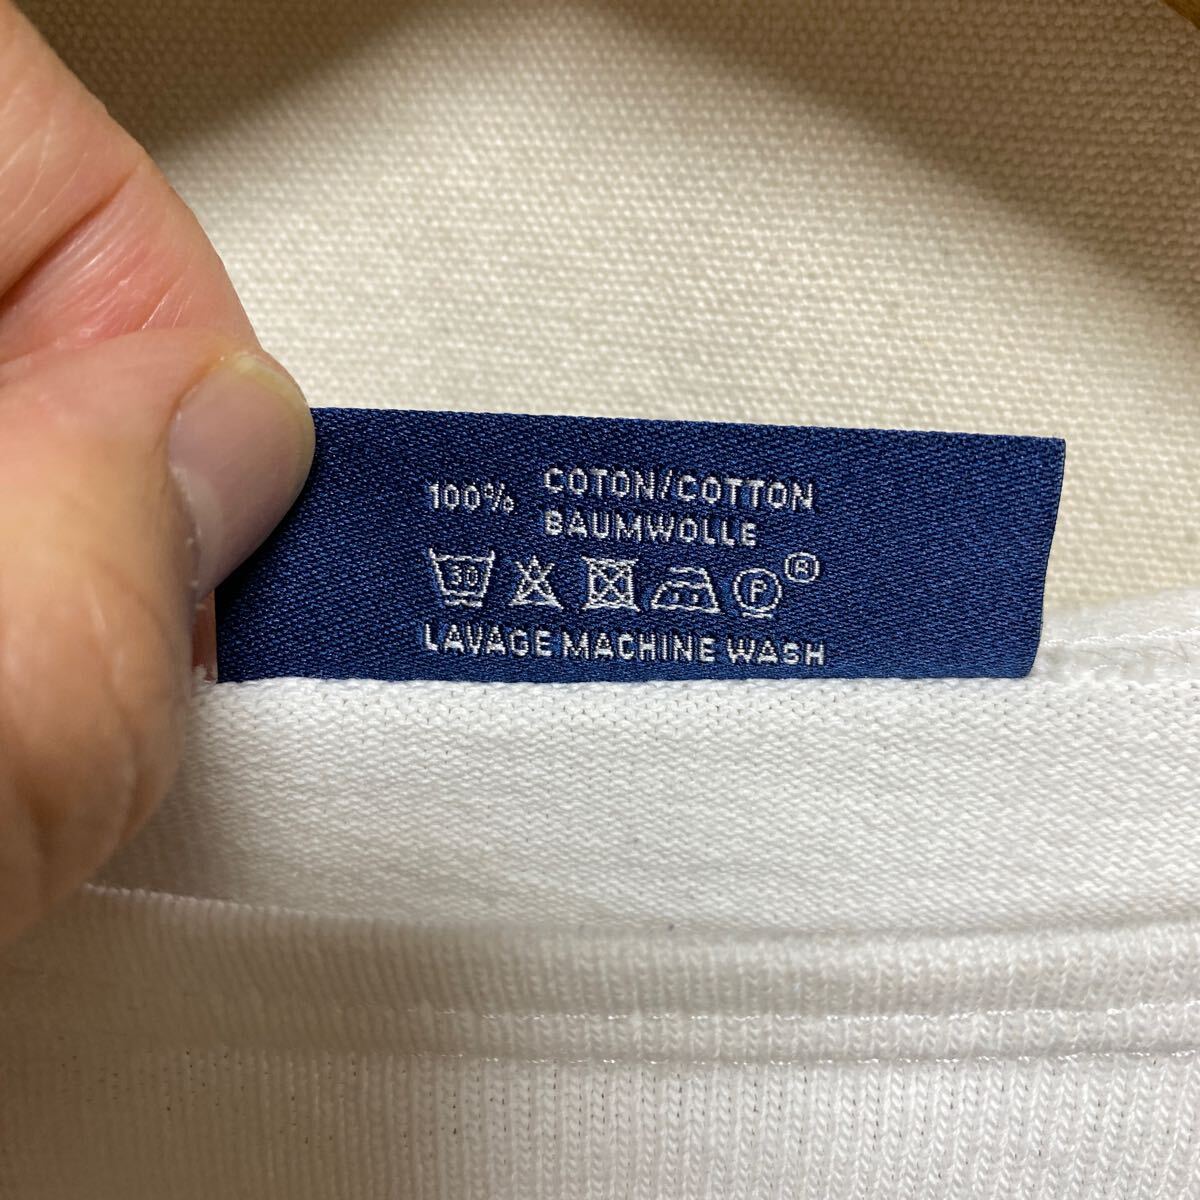 100% COTON/COTTON
BAUMWOLLE
30 P ®
LAVAGE MACHINE WASH